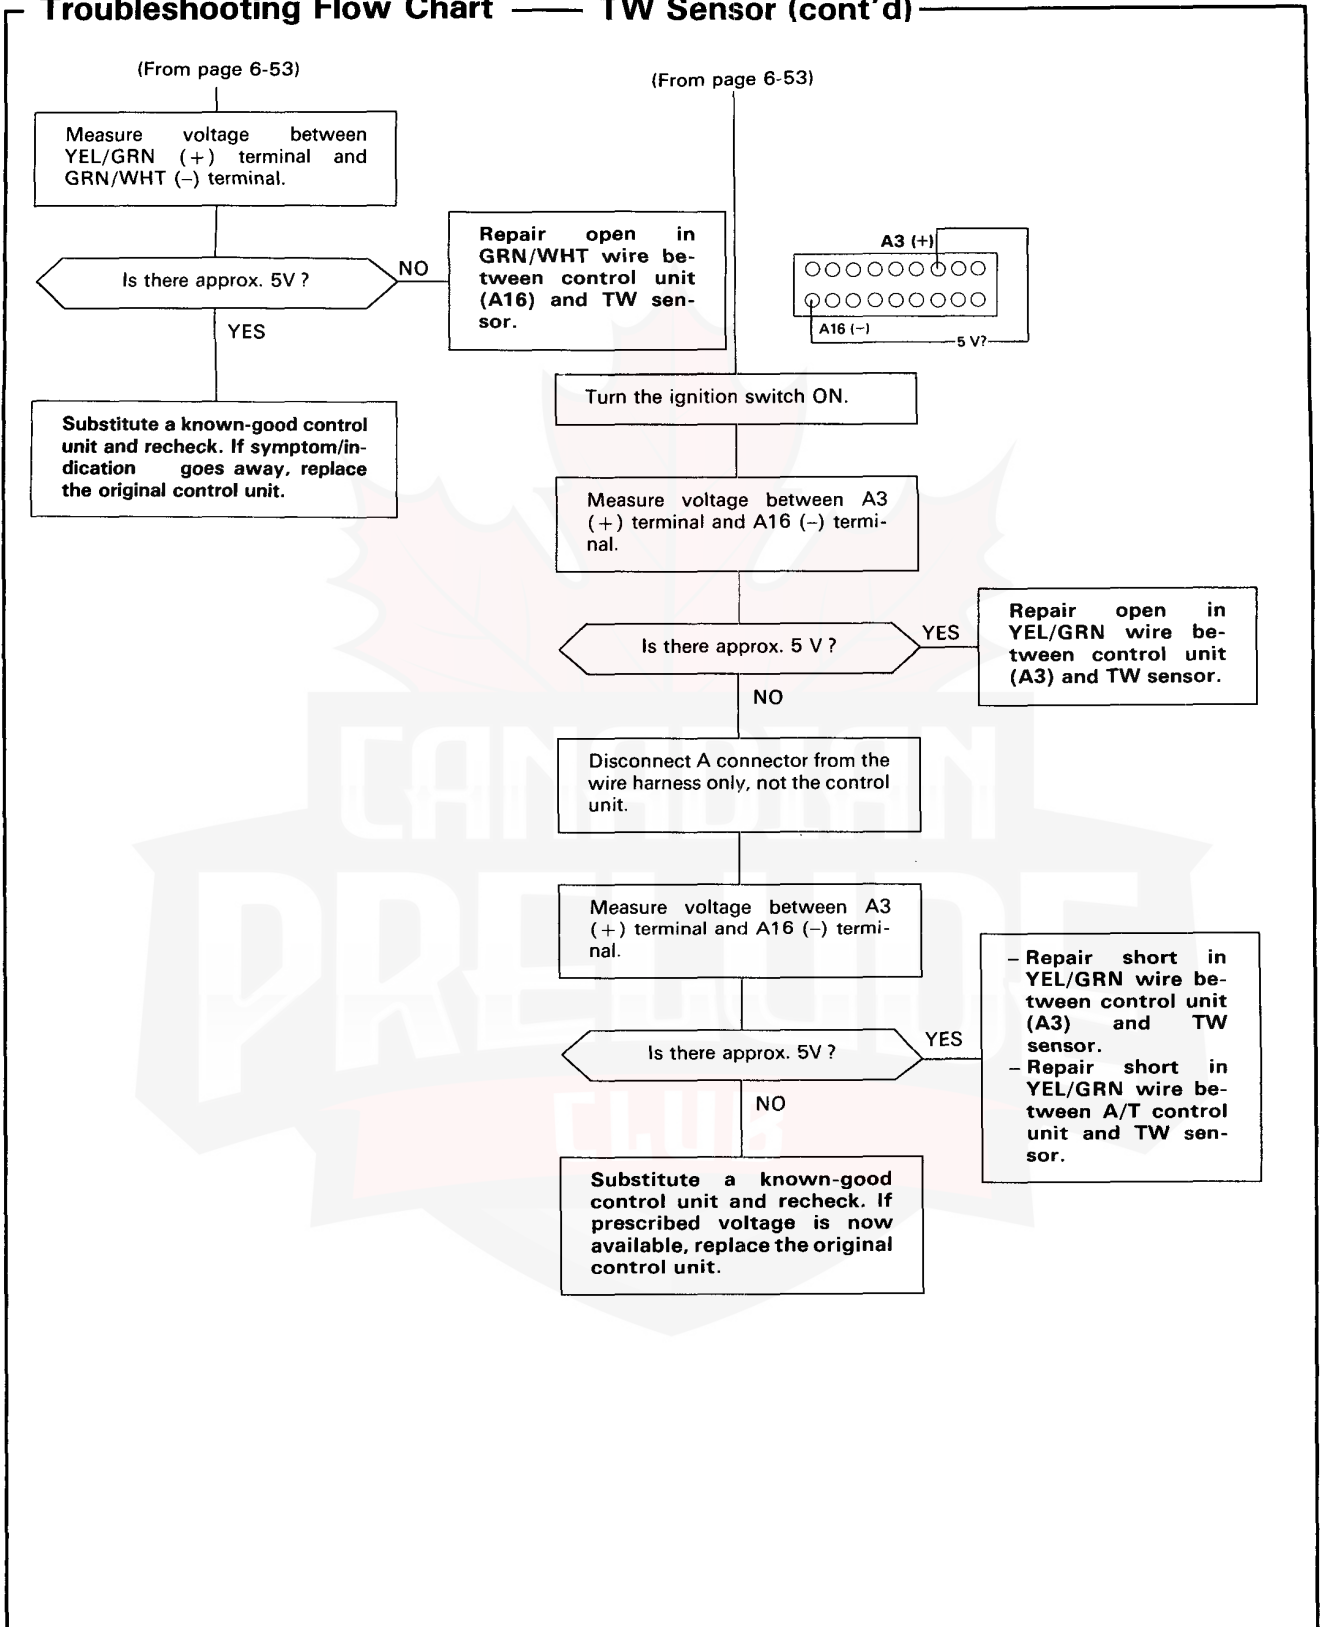 Troubleshooting Flow Chart —— TW Sensor (cont'd)
(From page 6-53)
Measure voltage between
YEL/GRN (+) terminal and
GRN/WHT (–) terminal.
Is there approx. 5V ?
NO
Repair open in
GRN/WHT wire be-
tween control unit
(A16) and TW sen-
sor.
YES
Substitute a known-good control
unit and recheck. If symptom/in-
dication goes away, replace
the original control unit.
(From page 6-53)
A3 (+)
A16 (–)
5 V?
Turn the ignition switch ON.
Measure voltage between A3
(+) terminal and A16 (–) termi-
nal.
Is there approx. 5 V ?
YES
Repair open in
YEL/GRN wire be-
tween control unit
(A3) and TW sensor.
NO
Disconnect A connector from the
wire harness only, not the control
unit.
Measure voltage between A3
(+) terminal and A16 (–) termi-
nal.
Is there approx. 5V ?
YES
– Repair short in
YEL/GRN wire be-
tween control unit
(A3) and TW
sensor.
– Repair short in
YEL/GRN wire be-
tween A/T control
unit and TW sen-
sor.
NO
Substitute a known-good
control unit and recheck. If
prescribed voltage is now
available, replace the original
control unit.
CANADIAN
PRELUDE
CLUB